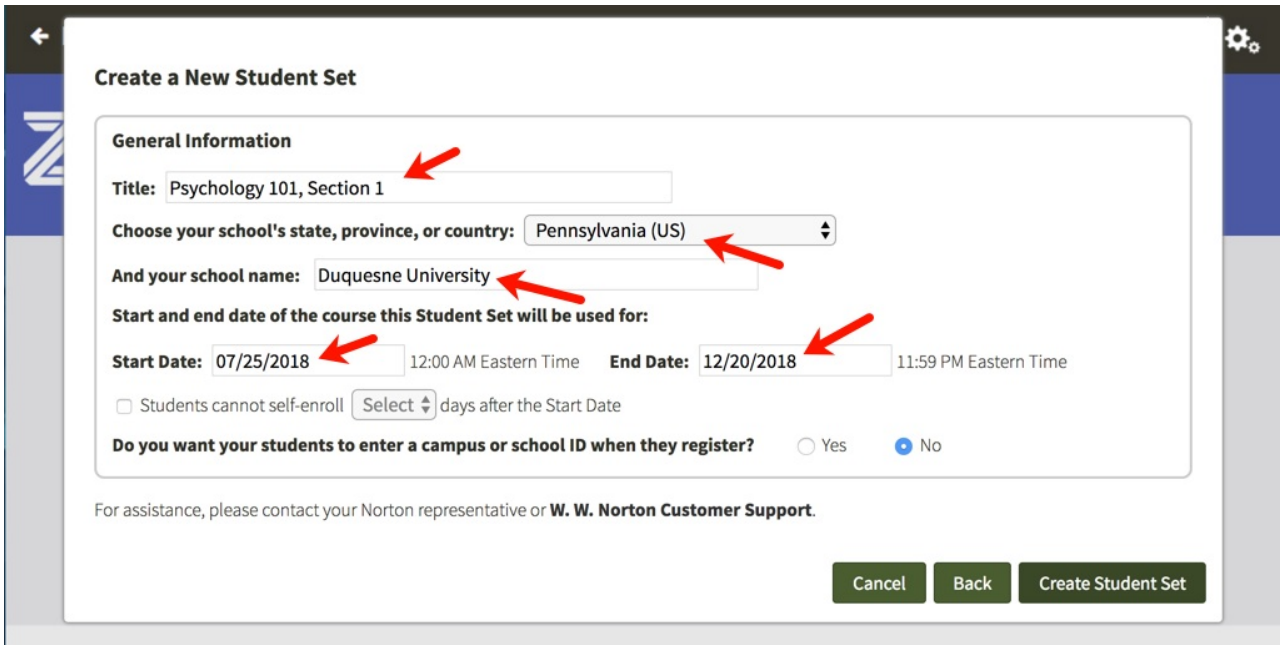 Create a New Student Set
General Information
Title: Psychology 101, Section 1
Choose your school's state, province, or country: Pennsylvania (US)
And your school name: Duquesne University
Start and end date of the course this Student Set will be used for:
Start Date: 07/25/2018 12:00 AM Eastern Time End Date: 12/20/2018 11:59 PM Eastern Time
Students cannot self-enroll Select days after the Start Date
Do you want your students to enter a campus or school ID when they register? Yes No
For assistance, please contact your Norton representative or W. W. Norton Customer Support.
Cancel Back Create Student Set